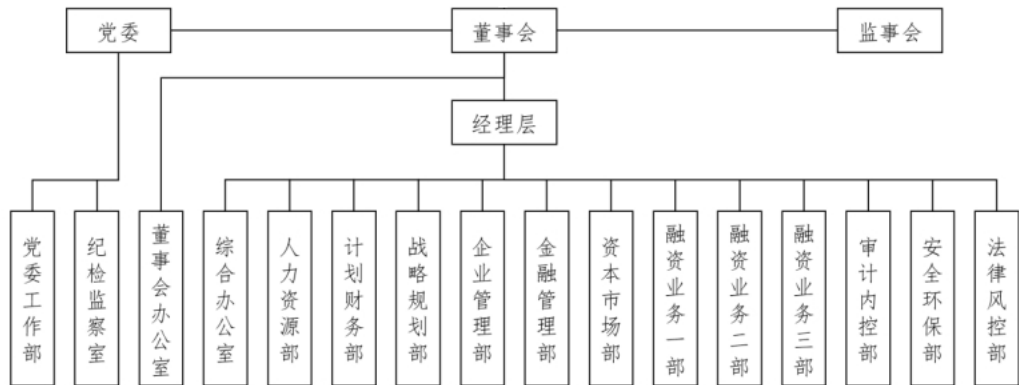 党委
董事会
监事会
经理层
党委工作部
纪检监察室
董事会办公室
综合办公室
人力资源部
计划财务部
战略规划部
企业管理部
金融管理部
资本市场部
融资业务一部
融资业务二部
融资业务三部
审计内控部
安全环保部
法律风控部